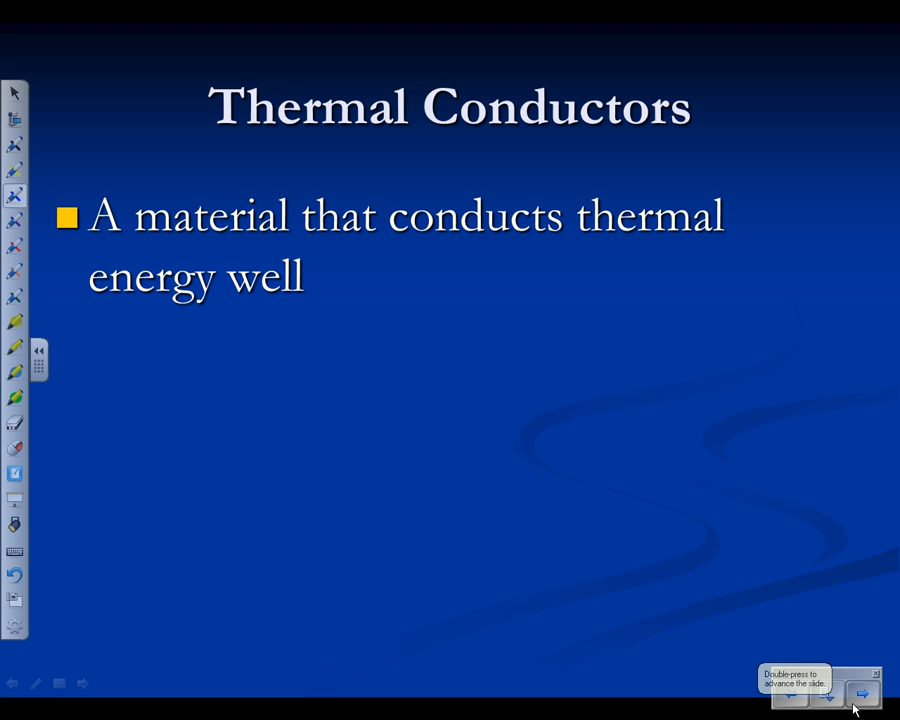 Thermal Conductors
A material that conducts thermal
energy well
Double-press to
advance the slide.